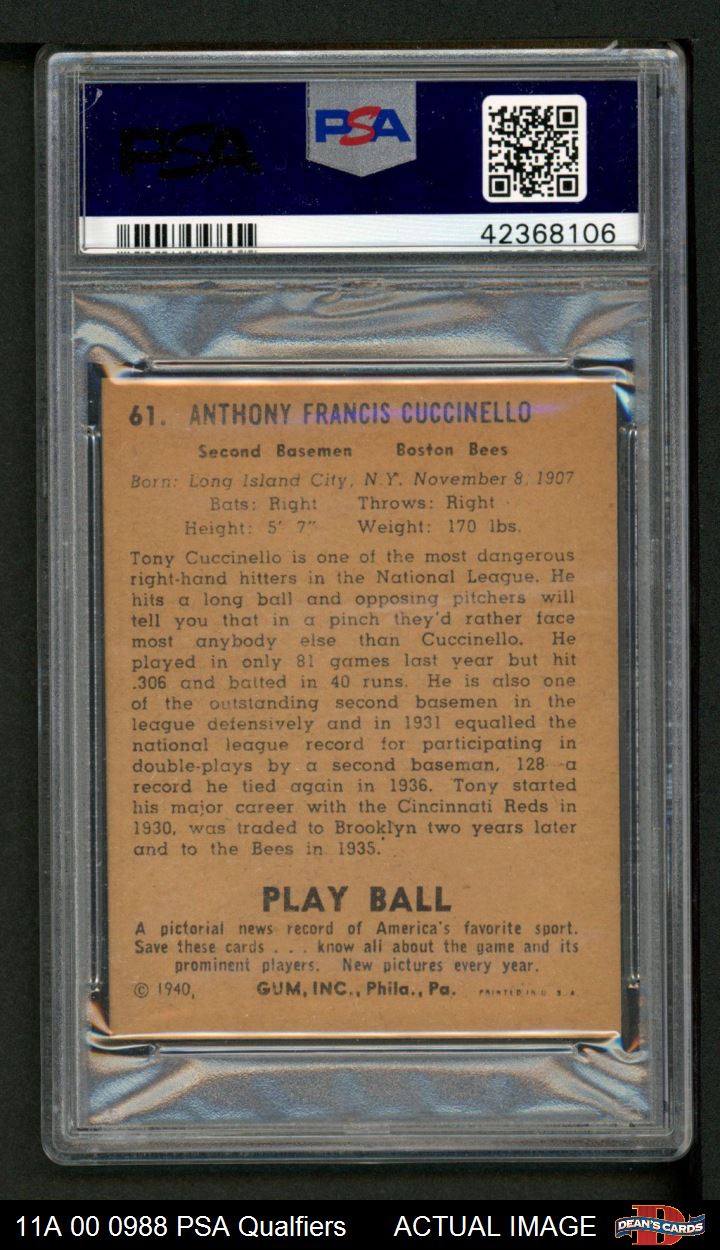 PSA PSA
42368106
61. ANTHONY FRANCIS CUCCINELLO
Second Basemen Boston Bees
Born: Long Island City, N.Y. November 8, 1907
Bats: Right Throws: Right
Height: 5' 7" Weight: 170 lbs.
Tony Cuccinello is one of the most dangerous
right-hand hitters in the National League. He
hits a long ball and opposing pitchers will
tell you that in a pinch they'd rather face
most anybody else than Cuccinello. He
played in only 81 games last year but hit
.306 and batted in 40 runs. He is also one
of the outstanding second basemen in the
league defensively and in 1931 equalled the
national league record for participating in
double-plays by a second baseman, 128 -a
record he tied again in 1936. Tony started
his major career with the Cincinnati Reds in
1930, was traded to Brooklyn two years later
and to the Bees in 1935.
PLAY BALL
A pictorial news record of America's favorite sport.
Save these cards . . . know all about the game and its
prominent players. New pictures every year.
© 1940, GUM, INC., Phila., Pa. PRINTED IN U. S. A.
11A 00 0988 PSA Qualfiers ACTUAL IMAGE DEAN'S CARDS